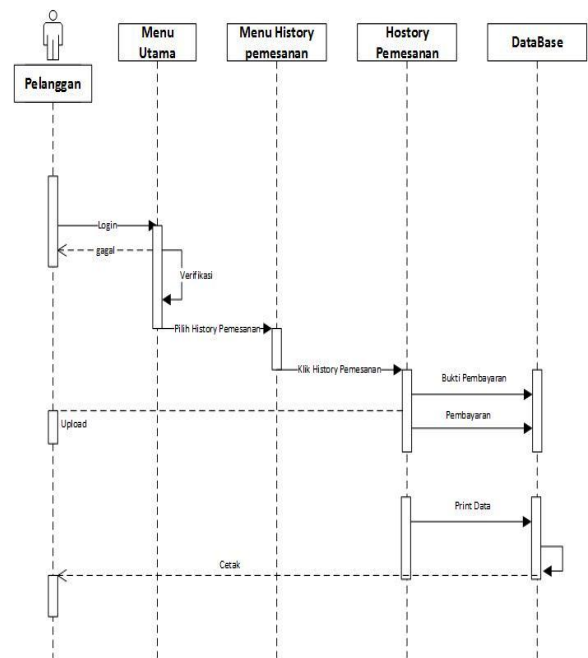 Menu
Utama
Menu History
pemesanan
Hostory
Pemesanan
DataBase
Pelanggan
Login
gagal
Verifikasi
Pilih History Pemesanan
Klik History Pemesanan
Bukti Pembayaran
Upload
Pembayaran
Print Data
Cetak